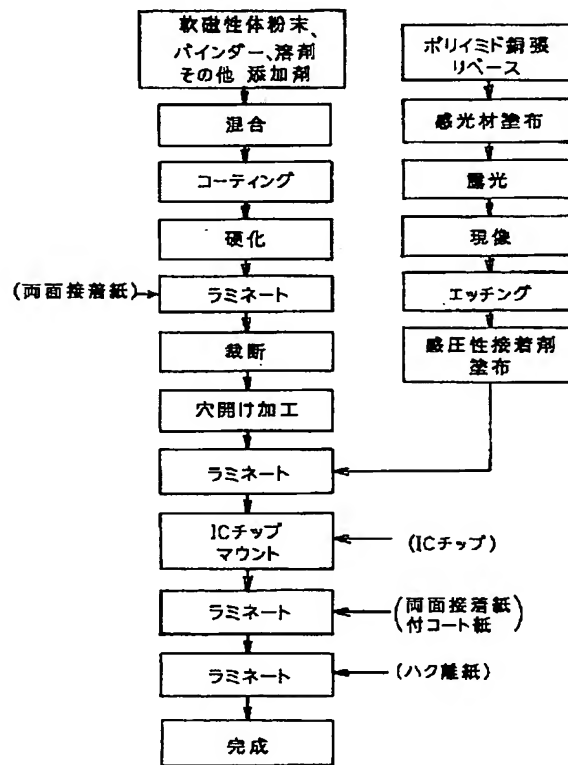 軟磁性体粉末、
バインダー、溶剤
その他 添加剤
混合
コーティング
硬化
(両面接着紙)
ラミネート
裁断
穴開け加工
ラミネート
ICチップ
マウント
(ICチップ)
ラミネート
(両面接着紙
付コート紙)
ラミネート
(ハク離紙)
完成
ポリイミド銅張
リベース
感光材塗布
露光
現像
エッチング
感圧性接着剤
塗布